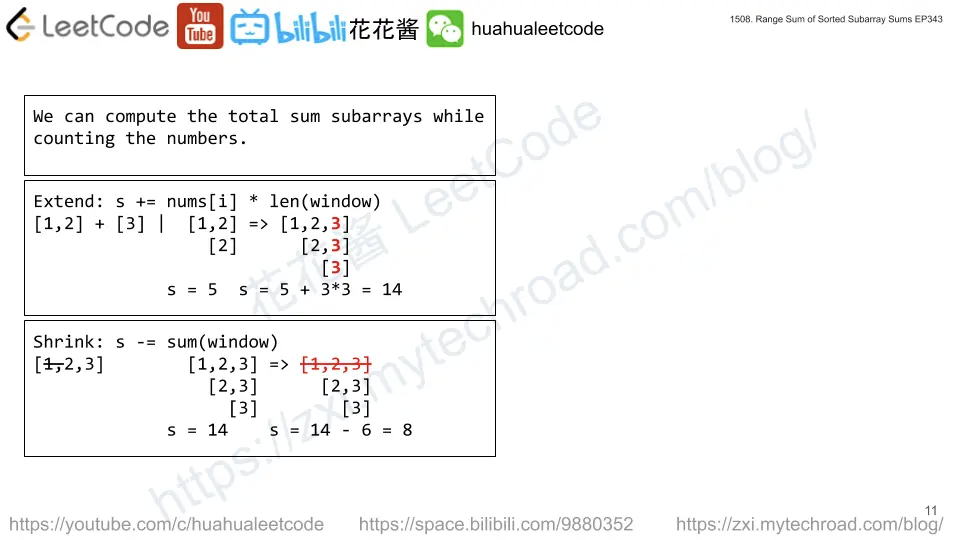 LeetCode You Tube bilibili 花花酱 huahualeetcode
1508. Range Sum of Sorted Subarray Sums EP343
We can compute the total sum subarrays while
counting the numbers.
Extend: s += nums[i] * len(window)
[1,2] + [3] | [1,2] => [1,2,3]
[2] [2,3]
[3]
s = 5 s = 5 + 3*3 = 14
Shrink: s -= sum(window)
[1,2,3] [1,2,3] => [1,2,3]
[2,3] [2,3]
[3] [3]
s = 14 s = 14 - 6 = 8
花花酱 LeetCode
https://zxi.mytechroad.com/blog/
11
https://youtube.com/c/huahualeetcode https://space.bilibili.com/9880352 https://zxi.mytechroad.com/blog/